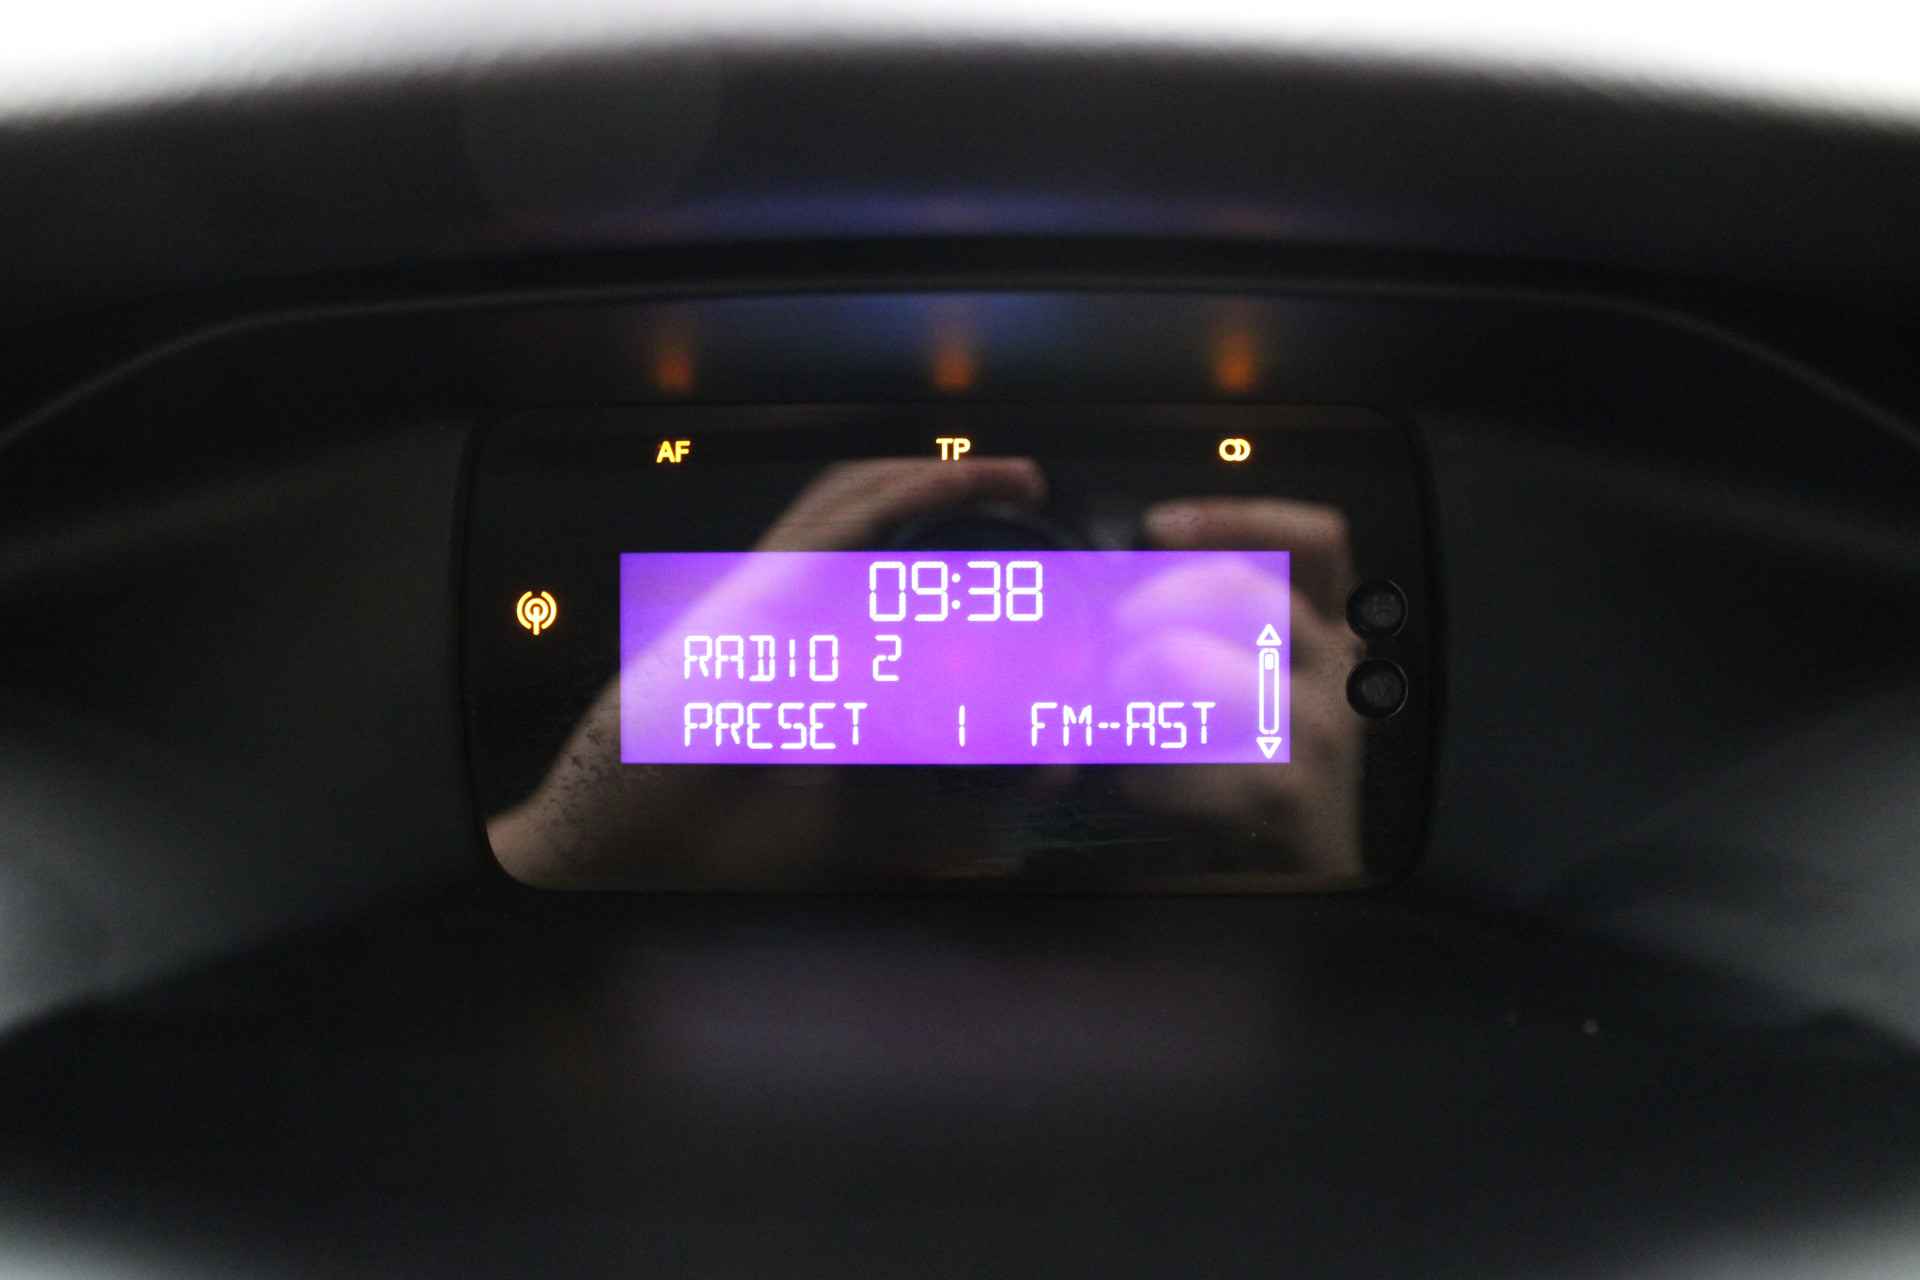 AF TP
09:38
RADIO 2
PRESET 1 FM-AST